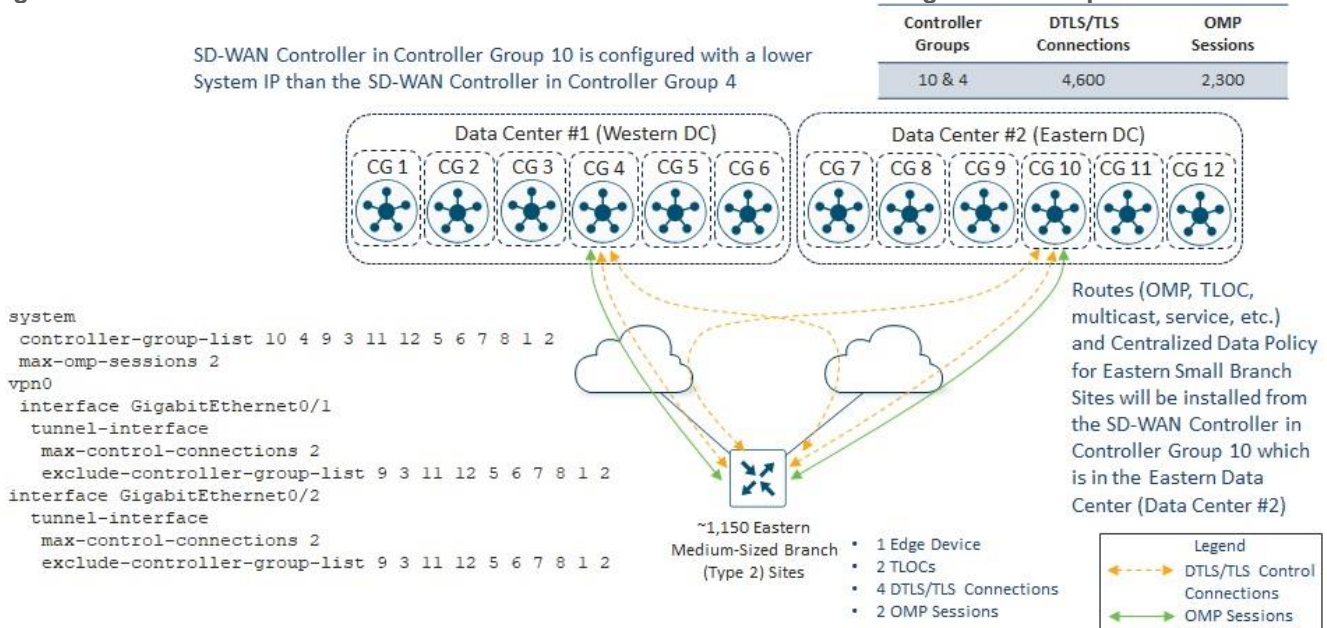 SD-WAN Controller in Controller Group 10 is configured with a lower
System IP than the SD-WAN Controller in Controller Group 4
Controller
Groups
DTLS/TLS
Connections
OMP
Sessions
10 & 4
4,600
2,300
Data Center #1 (Western DC)
Data Center #2 (Eastern DC)
CG 1
CG 2
CG 3
CG 4
CG 5
CG 6
CG 7
CG 8
CG 9
CG 10
CG 11
CG 12
system
controller-group-list 10 4 9 3 11 12 5 6 7 8 1 2
max-omp-sessions 2
vpn0
interface GigabitEthernet0/1
tunnel-interface
max-control-connections 2
exclude-controller-group-list 9 3 11 12 5 6 7 8 1 2
interface GigabitEthernet0/2
tunnel-interface
max-control-connections 2
exclude-controller-group-list 9 3 11 12 5 6 7 8 1 2
Routes (OMP, TLOC,
multicast, service, etc.)
and Centralized Data Policy
for Eastern Small Branch
Sites will be installed from
the SD-WAN Controller in
Controller Group 10 which
is in the Eastern Data
Center (Data Center #2)
~1,150 Eastern
Medium-Sized Branch
(Type 2) Sites
• 1 Edge Device
• 2 TLOCs
• 4 DTLS/TLS Connections
• 2 OMP Sessions
Legend
DTLS/TLS Control
Connections
OMP Sessions